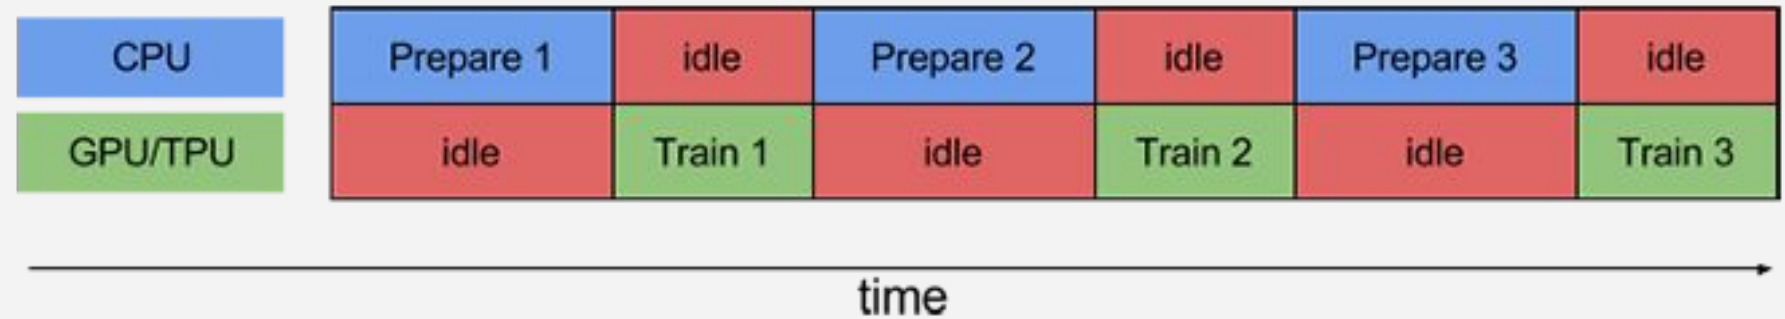 CPU Prepare 1 idle Prepare 2 idle Prepare 3 idle
GPU/TPU idle Train 1 idle Train 2 idle Train 3
time